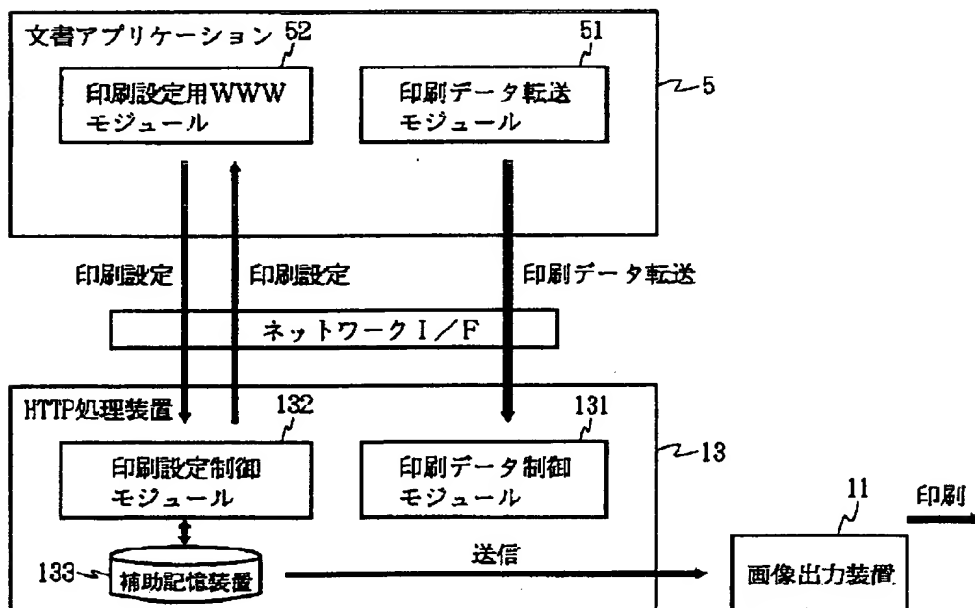 文書アプリケーション
52
51
印刷設定用WWW
モジュール
印刷データ転送
モジュール
5
印刷設定
印刷設定
印刷データ転送
ネットワークI/F
HTTP処理装置
132
131
印刷設定制御
モジュール
印刷データ制御
モジュール
13
11
印刷
133
補助記憶装置
送信
画像出力装置